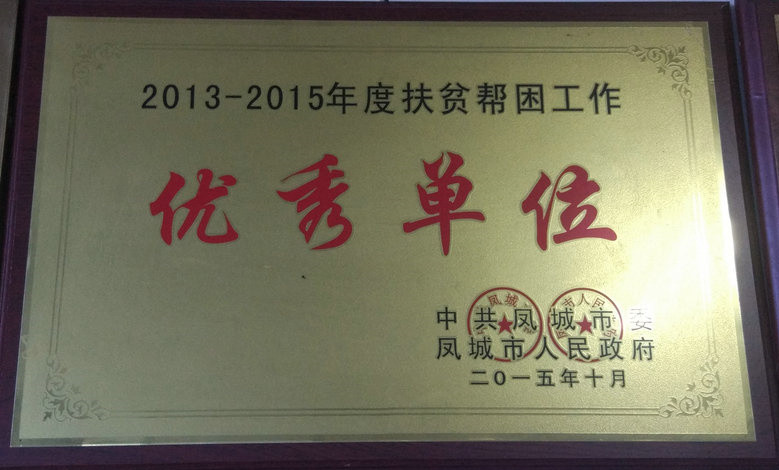 2013-2015年度扶贫帮困工作
优秀单位
中共凤城市委
凤城市人民政府
二〇一五年十月